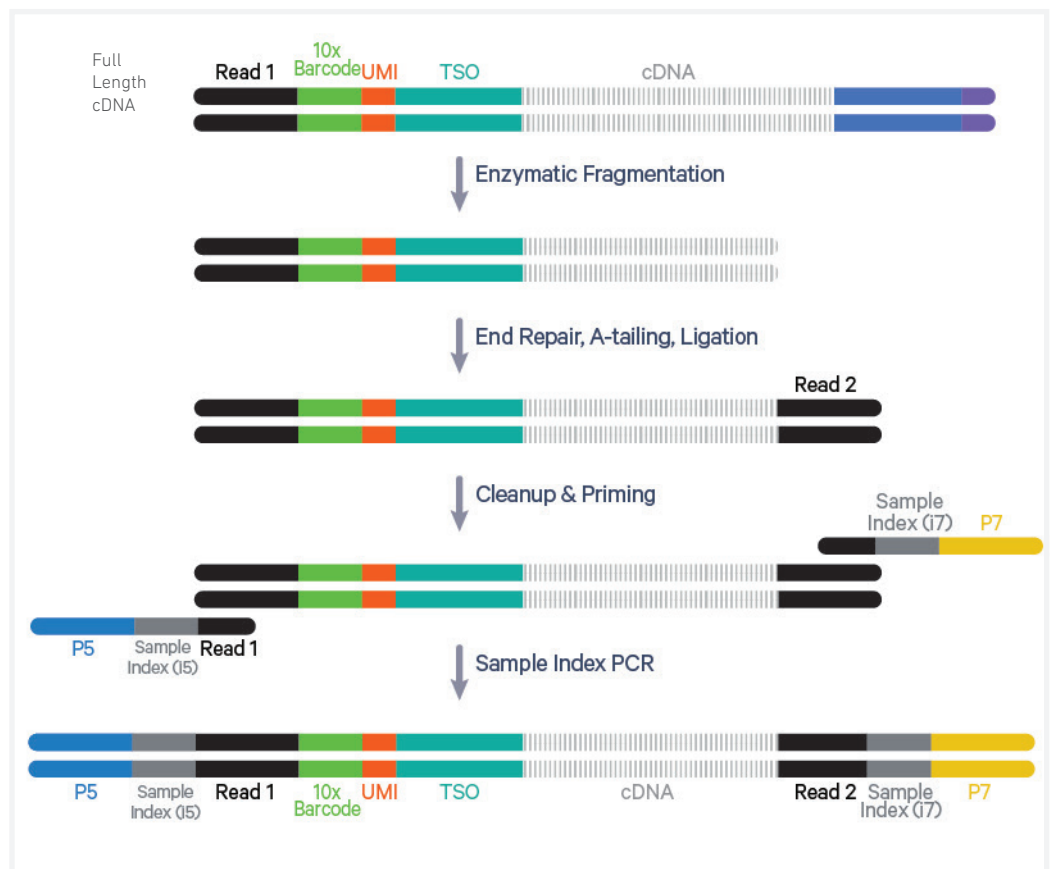 Full
Length
cDNA
Read 1
10x
Barcode
UMI
TSO
cDNA
Enzymatic Fragmentation
End Repair, A-tailing, Ligation
Read 2
Cleanup & Priming
Sample
Index (i7)
P7
P5
Sample
Index (i5)
Read 1
Sample Index PCR
P5
Sample
Index (i5)
Read 1
10x
Barcode
UMI
TSO
cDNA
Read 2
Sample
Index (i7)
P7